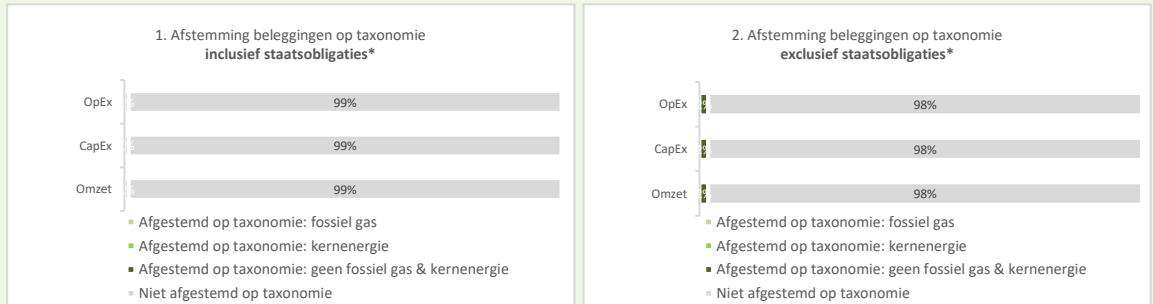 1. Afstemming beleggingen op taxonomie
inclusief staatsobligaties*
OpEx
99%
CapEx
99%
Omzet
99%
Afgestemd op taxonomie: fossiel gas
Afgestemd op taxonomie: kernenergie
Afgestemd op taxonomie: geen fossiel gas & kernenergie
Niet afgestemd op taxonomie
2. Afstemming beleggingen op taxonomie
exclusief staatsobligaties*
OpEx
98%
CapEx
98%
Omzet
98%
Afgestemd op taxonomie: fossiel gas
Afgestemd op taxonomie: kernenergie
Afgestemd op taxonomie: geen fossiel gas & kernenergie
Niet afgestemd op taxonomie